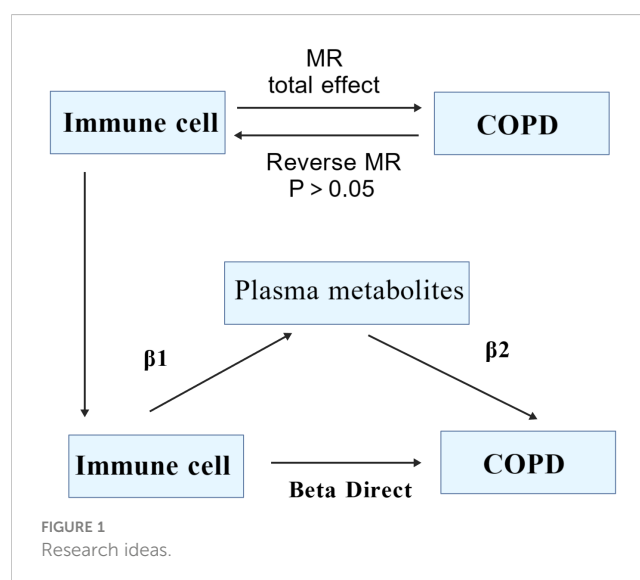 MR
total effect
Immune cell
COPD
Reverse MR
P > 0.05
Plasma metabolites
β1
β2
Immune cell
COPD
Beta Direct
FIGURE 1
Research ideas.